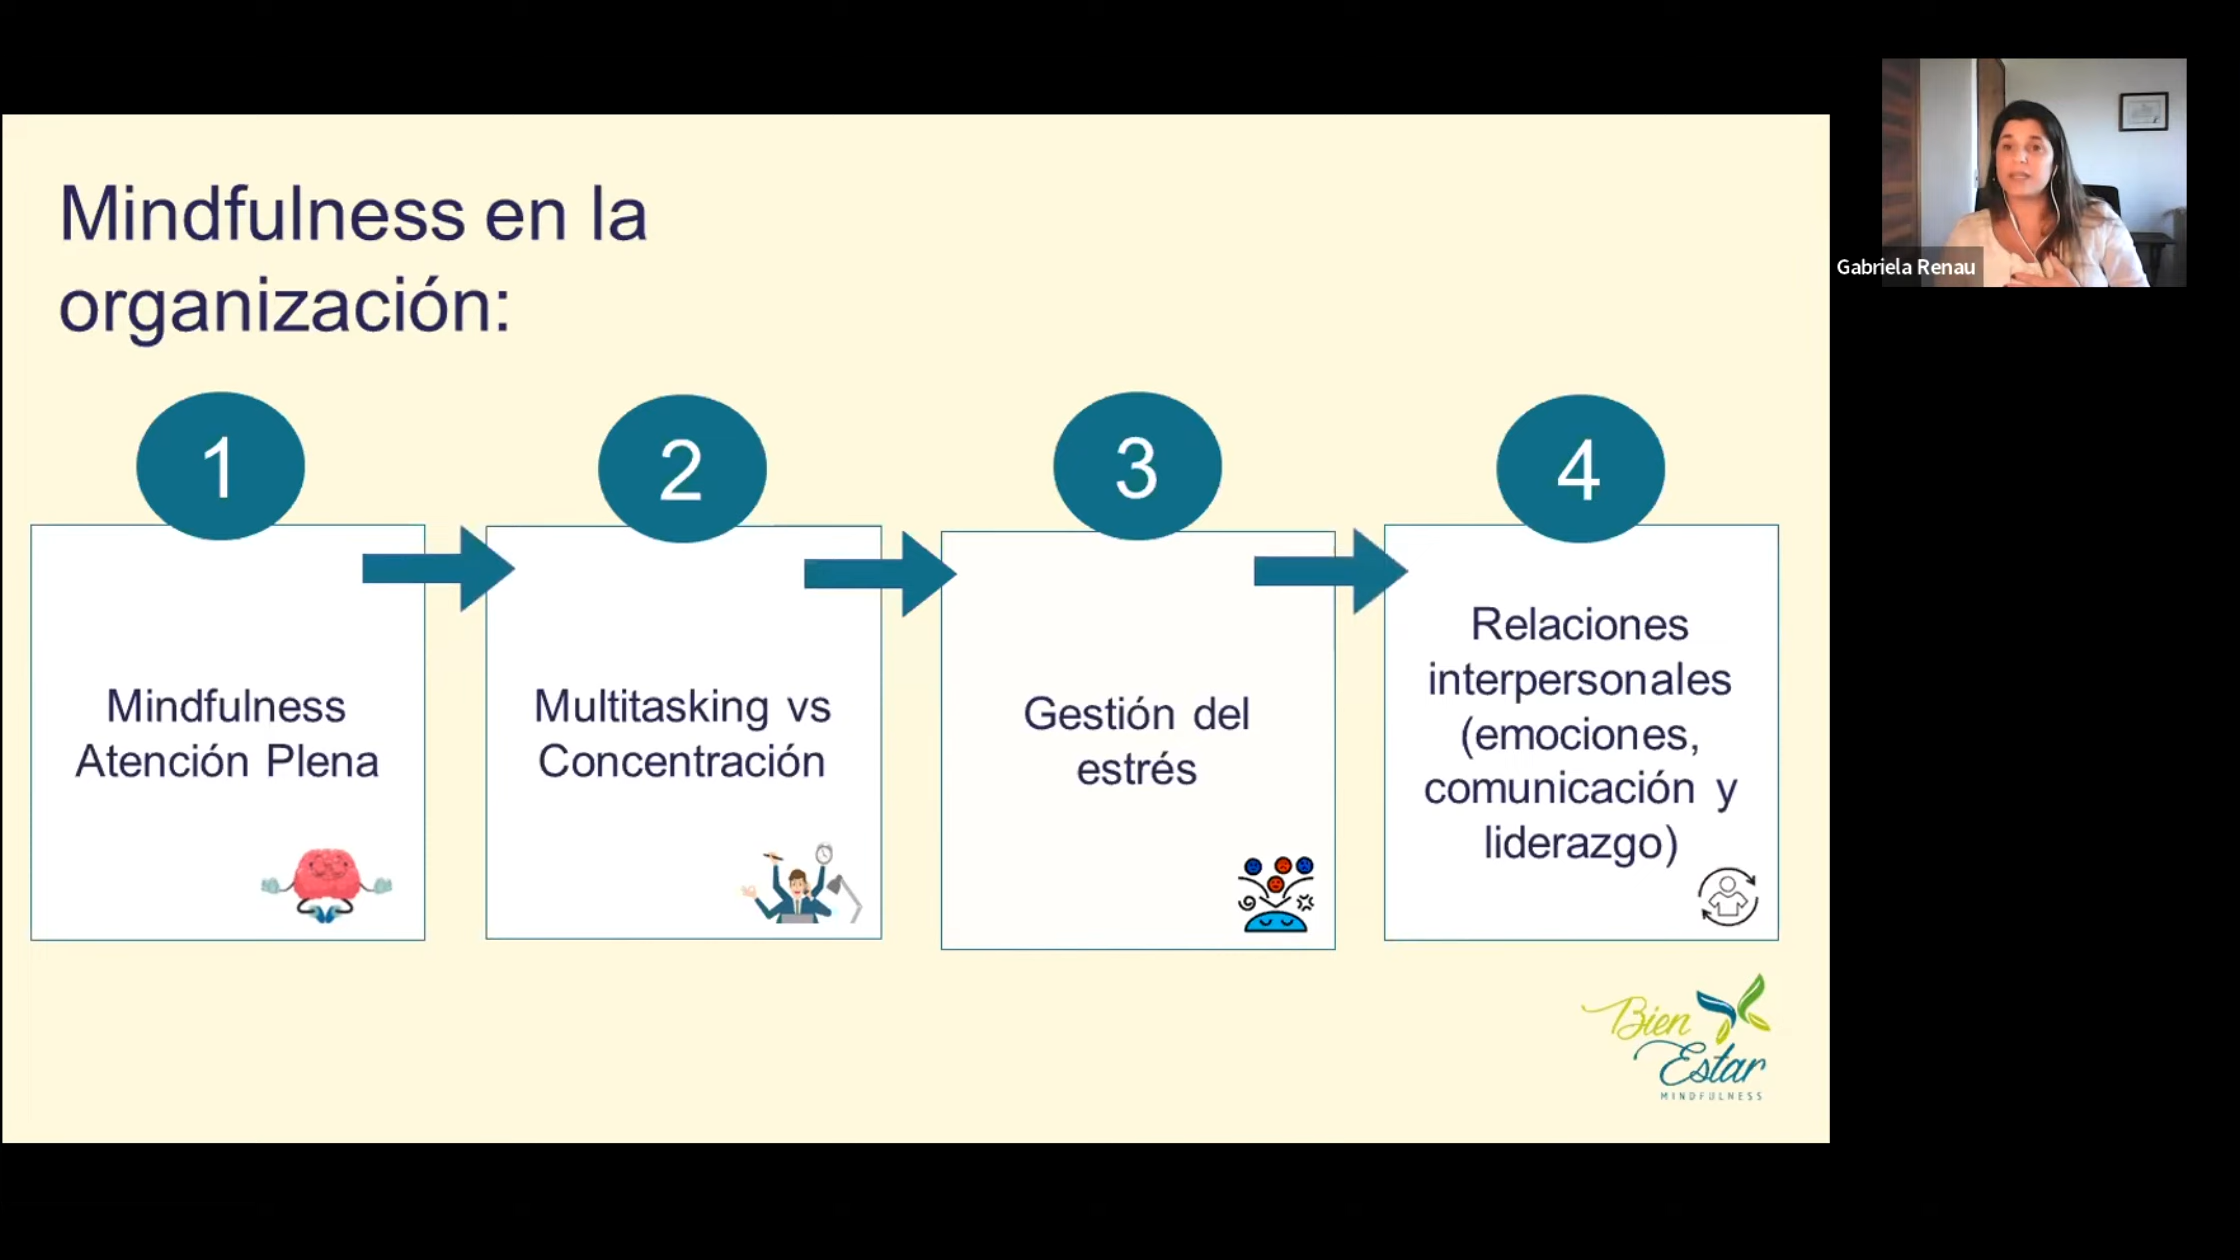 Mindfulness en la
organización:
1
2
3
4
Mindfulness
Atención Plena
Multitasking vs
Concentración
Gestión del
estrés
Relaciones
interpersonales
(emociones,
comunicación y
liderazgo)
Bien
Estar
MINDFULNESS
Gabriela Renau